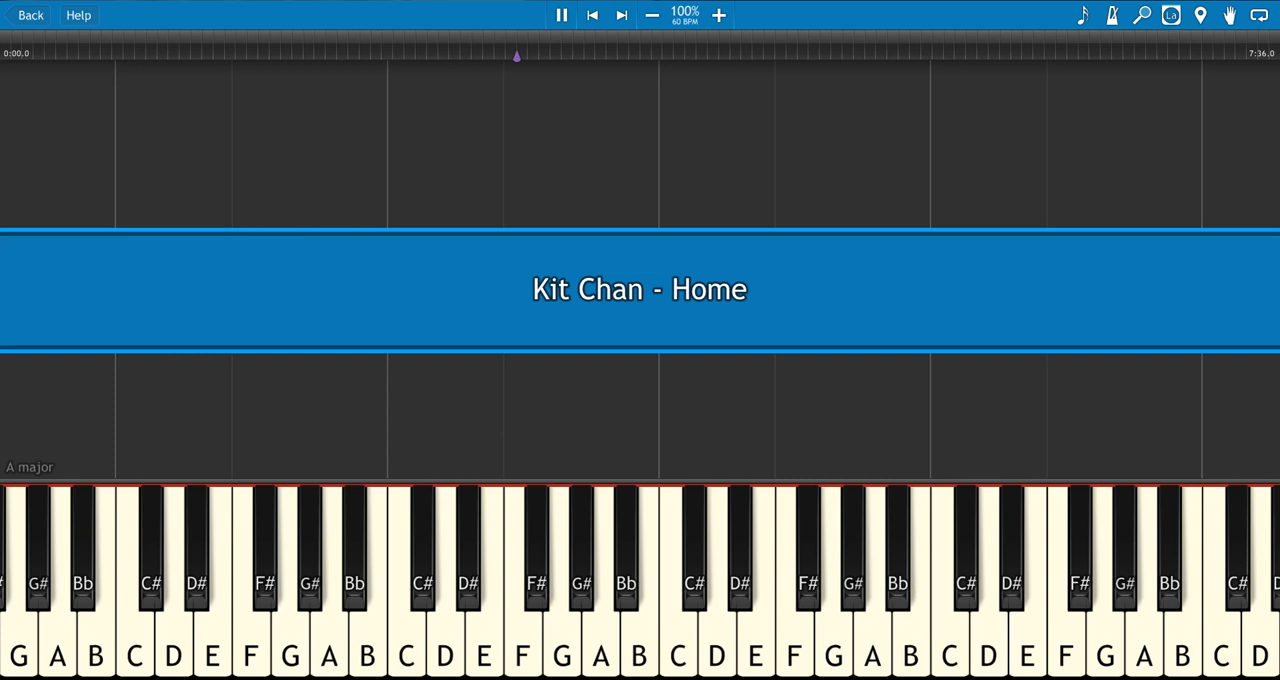 Back Help 100% La
60 BPM
0:00.0 7:36.0
Kit Chan - Home
A major
# G# Bb C# D# F# G# Bb C# D# F# G# Bb C# D# F# G# Bb C# D# F# G# Bb C# D
G A B C D E F G A B C D E F G A B C D E F G A B C D E F G A B C D